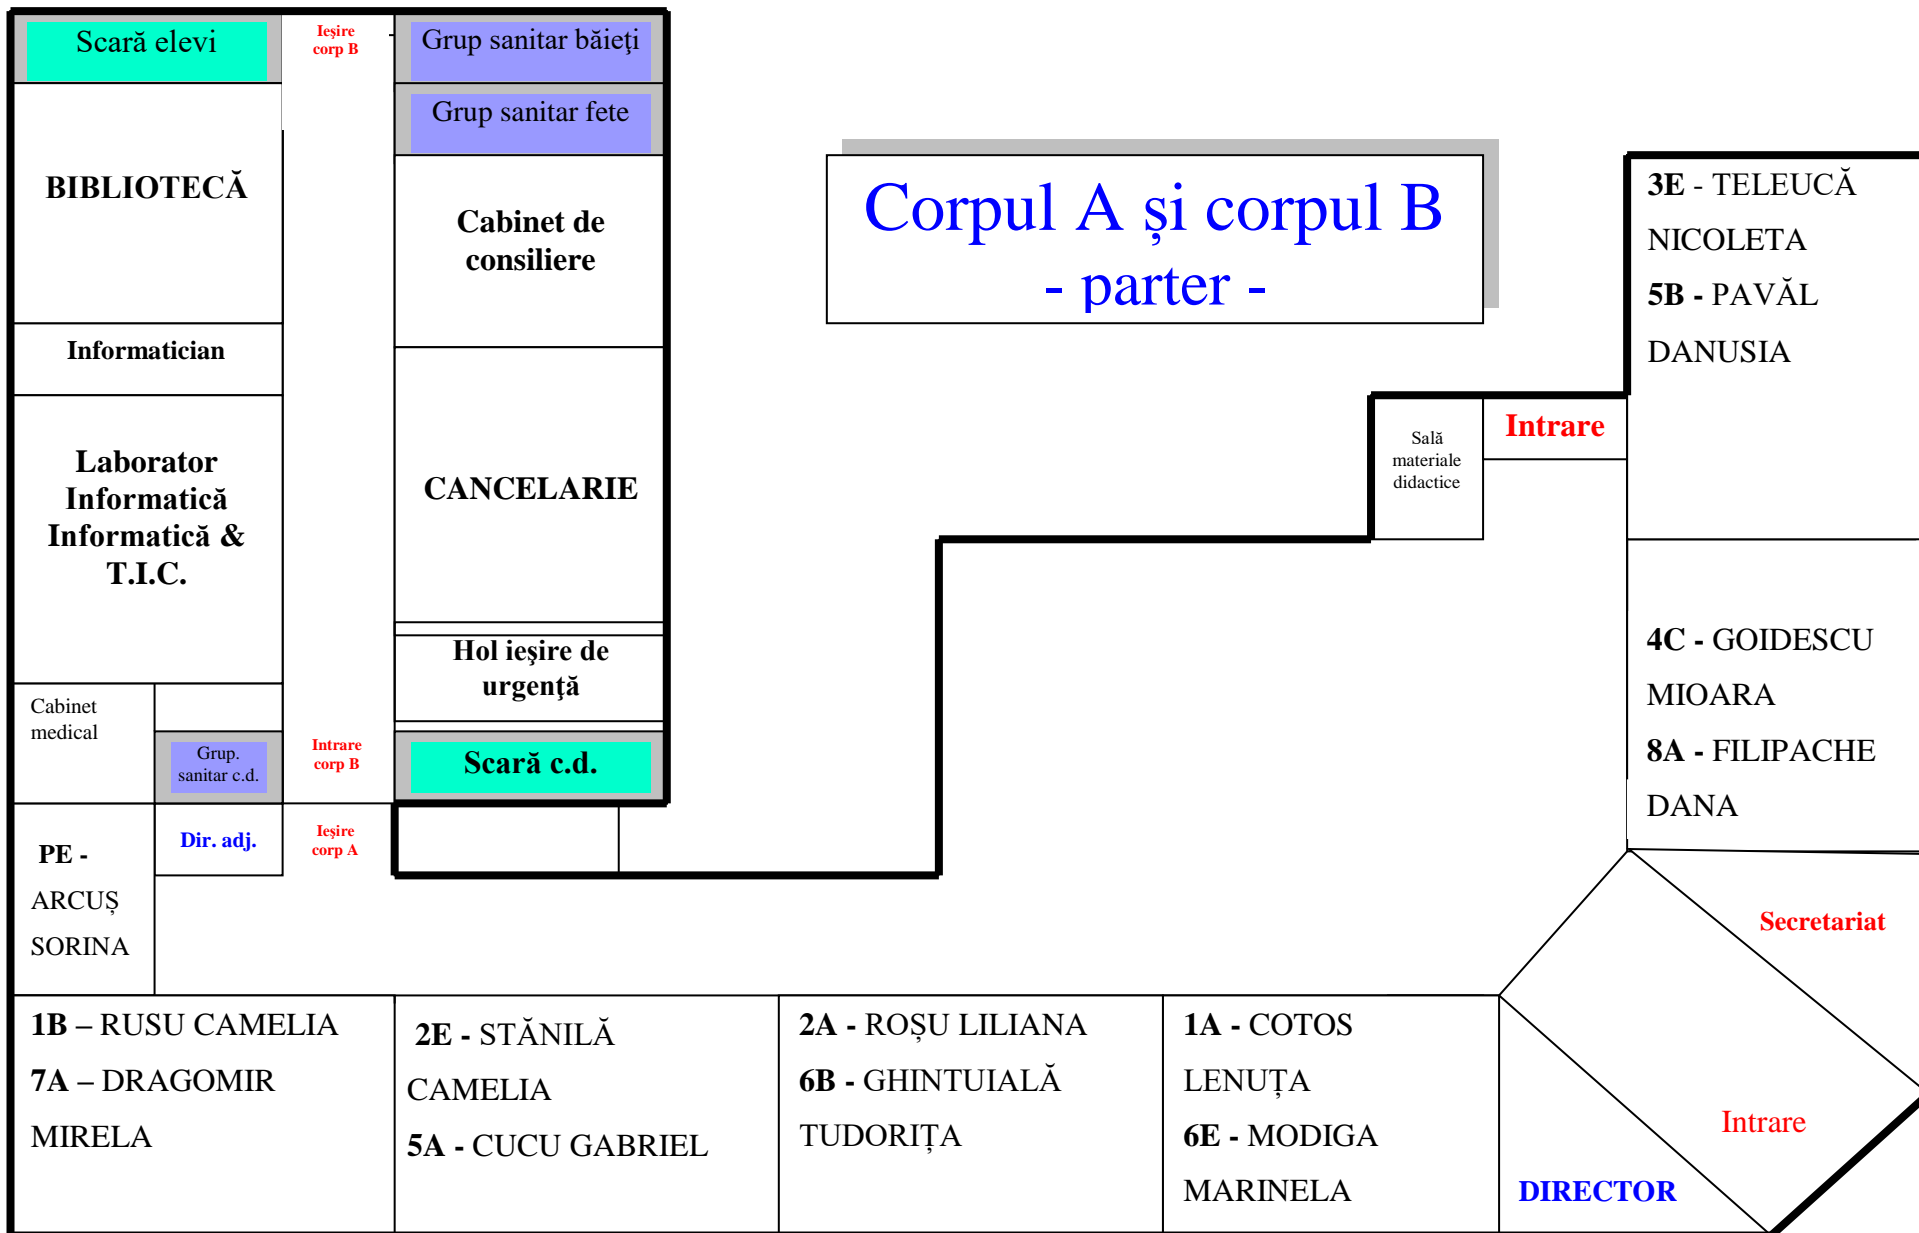 Scară elevi
Ieşire
corp B
Grup sanitar băieţi
Grup sanitar fete
BIBLIOTECĂ
Cabinet de
consiliere
Informatician
Laborator
Informatică
Informatică &
T.I.C.
CANCELARIE
Hol ieşire de
urgenţă
Cabinet
medical
Grup.
sanitar c.d.
Intrare
corp B
Scară c.d.
PE -
ARCUȘ
SORINA
Dir. adj.
Ieşire
corp A
Corpul A și corpul B
- parter -
Sală
materiale
didactice
Intrare
3E - TELEUCĂ
NICOLETA
5B - PAVĂL
DANUSIA
4C - GOIDESCU
MIOARA
8A - FILIPACHE
DANA
Secretariat
1B – RUSU CAMELIA
7A – DRAGOMIR
MIRELA
2E - STĂNILĂ
CAMELIA
5A - CUCU GABRIEL
2A - ROȘU LILIANA
6B - GHINTUIALĂ
TUDORIȚA
1A - COTOS
LENUȚA
6E - MODIGA
MARINELA
DIRECTOR
Intrare